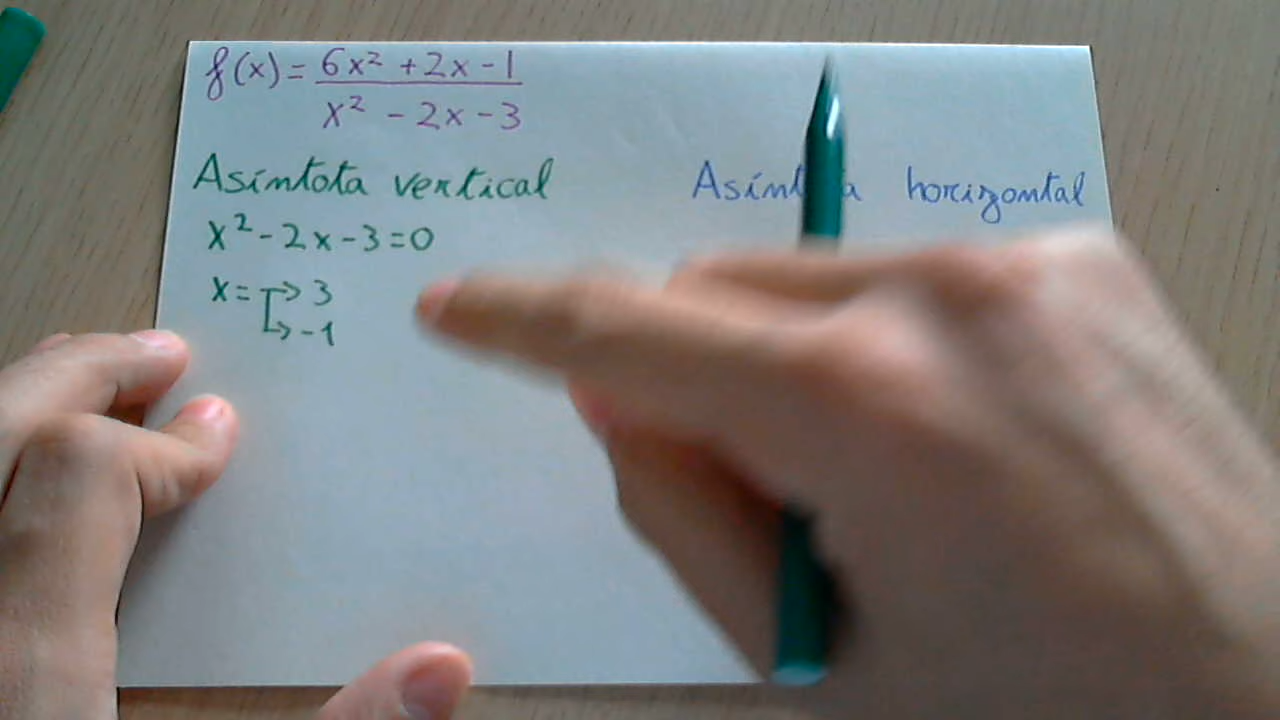 f(x) = 6x² + 2x - 1 / x² - 2x - 3
Asíntota vertical
x² - 2x - 3 = 0
x = 3
-1
horizontal